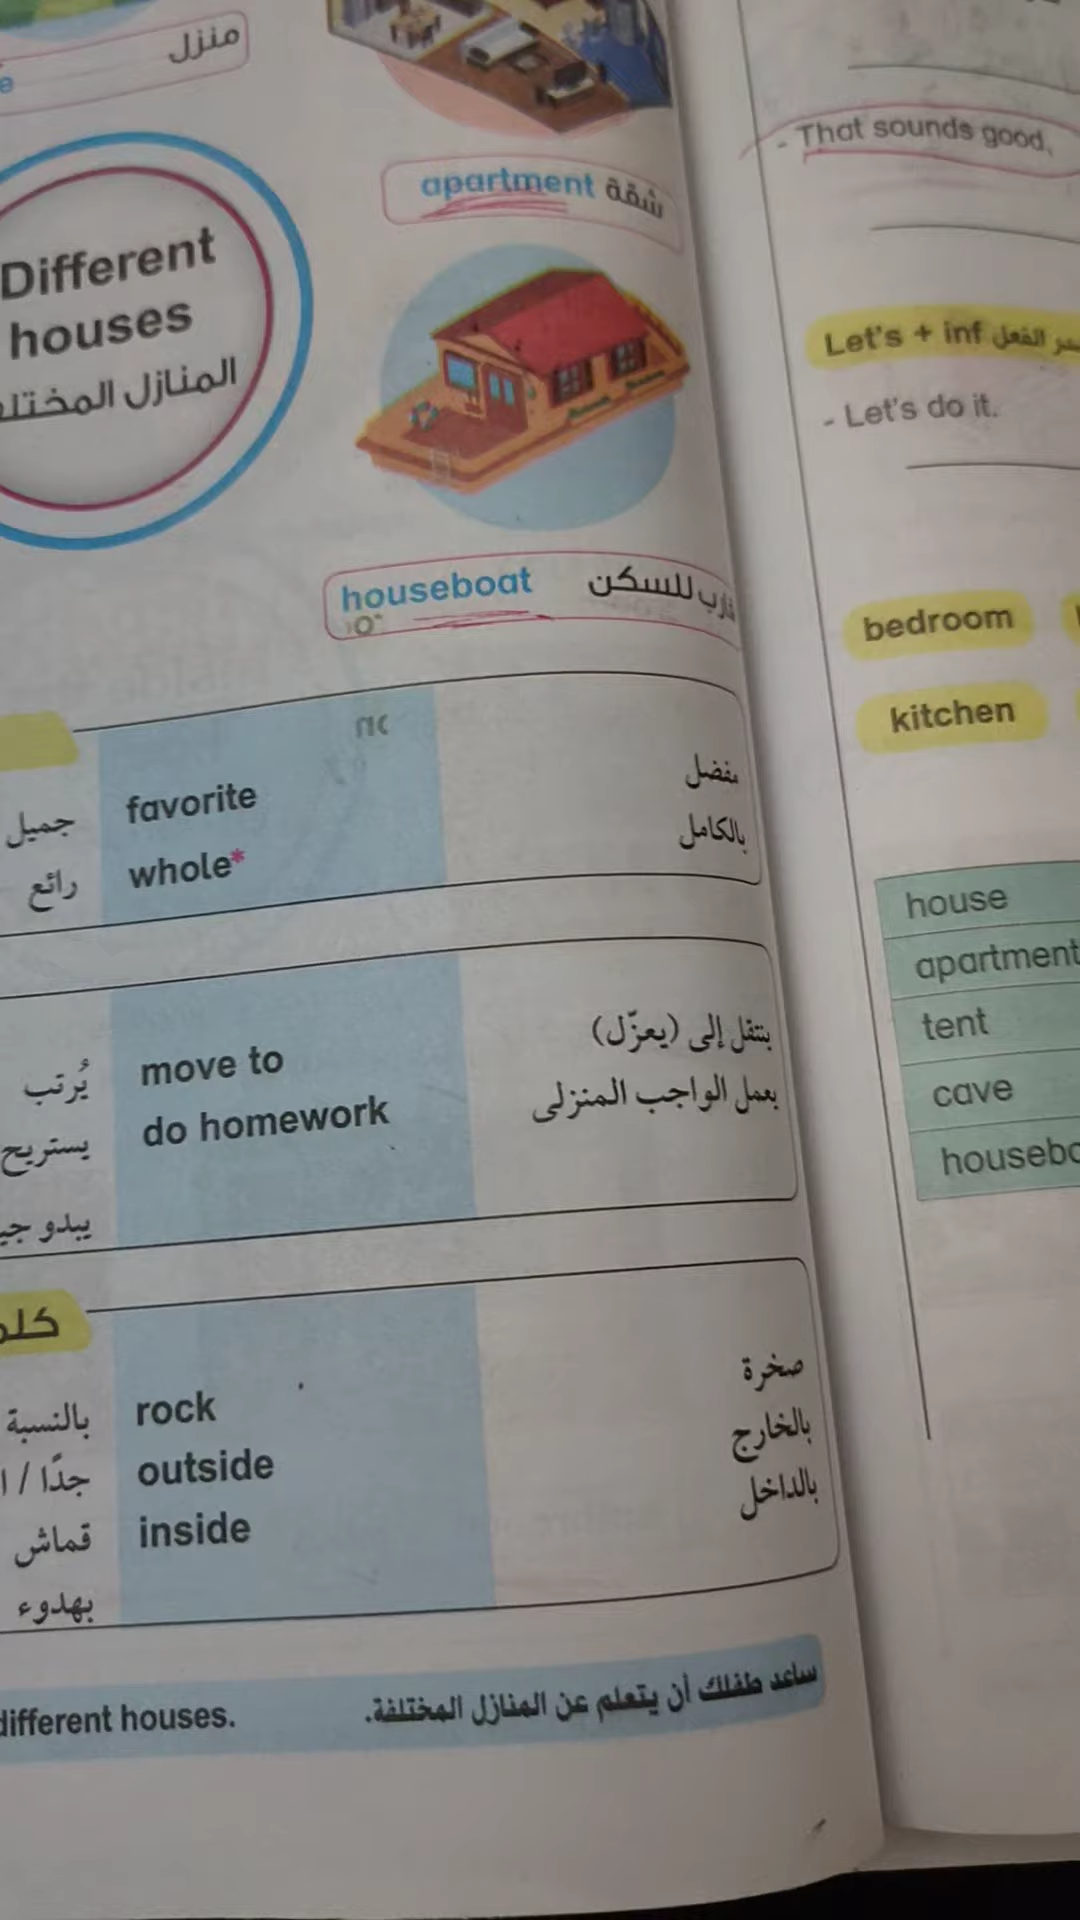 منزل
apartment شقة
Different
houses
المنازل
houseboat قارب للسكن
favorite مفضل
جميل
whole* بالكامل
رائع
move to ينتقل إلى (يعزّل)
يُرتب
do homework يعمل الواجب المنزلى
يستريح
يبدو
rock صخرة
بالنسبة
outside بالخارج
جدًا /
inside بالداخل
قماش
بهدوء
different houses. ساعد طفلك أن يتعلم عن المنازل المختلفة.
- That sounds good.
Let's + inf الفعل
- Let's do it.
bedroom
kitchen
house
apartment
tent
cave